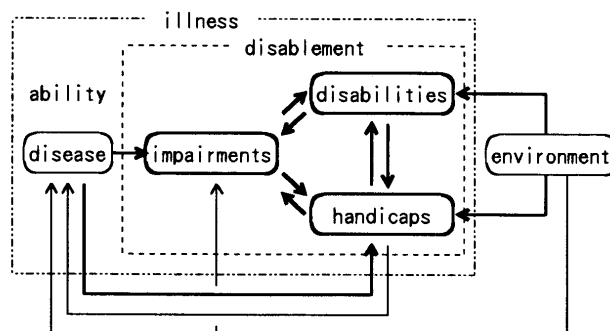 illness
disablement
ability
disabilities
disease
impairments
environment
handicaps